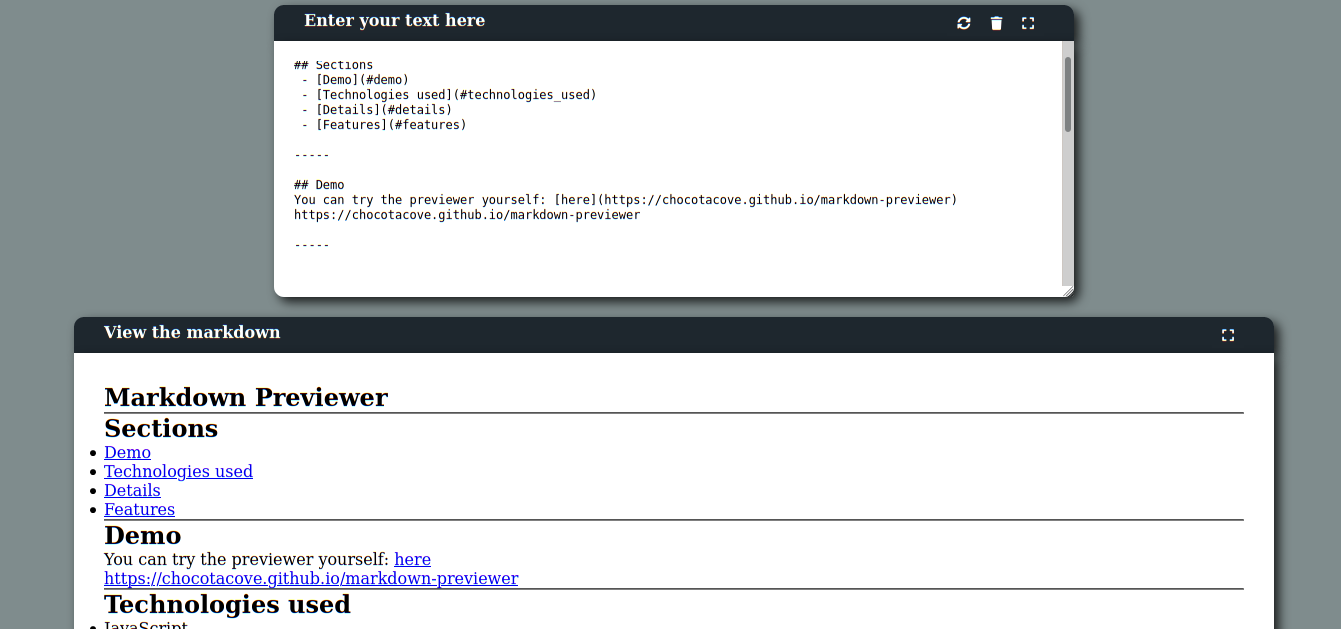 Enter your text here
## Sections
 - [Demo](#demo)
 - [Technologies used](#technologies_used)
 - [Details](#details)
 - [Features](#features)
-----
## Demo
You can try the previewer yourself: [here](https://chocotacove.github.io/markdown-previewer)
https://chocotacove.github.io/markdown-previewer
-----
View the markdown
Markdown Previewer
Sections
Demo
Technologies used
Details
Features
Demo
You can try the previewer yourself: here
https://chocotacove.github.io/markdown-previewer
Technologies used
JavaScript